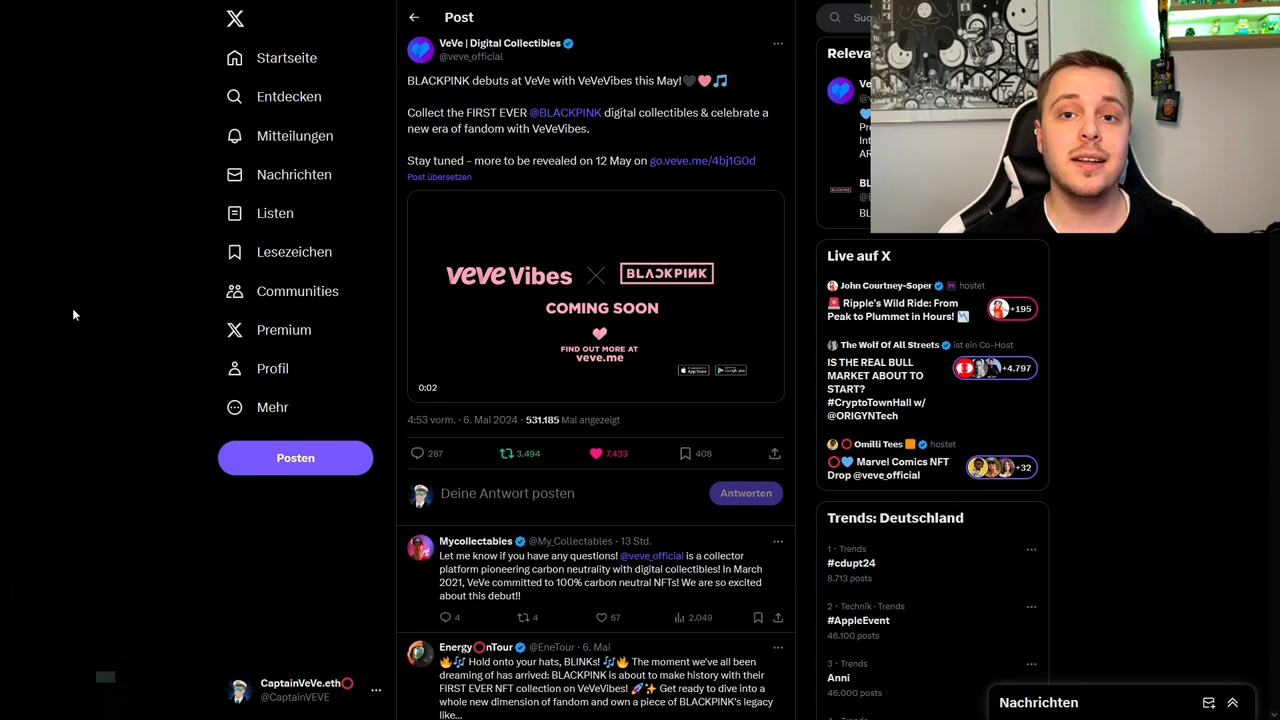 Startseite
Entdecken
Mitteilungen
Nachrichten
Listen
Lesezeichen
Communities
Premium
Profil
Mehr
Posten
CaptainVeVe.eth⭕
@CaptainVEVE
Post
VeVe | Digital Collectibles
@veve_official
BLACKPINK debuts at VeVe with VeVeVibes this May!🖤🩷🎵
Collect the FIRST EVER @BLACKPINK digital collectibles & celebrate a
new era of fandom with VeVeVibes.
Stay tuned – more to be revealed on 12 May on go.veve.me/4bj1G0d
Post übersetzen
veve Vibes X BLACKPINK
COMING SOON
FIND OUT MORE AT
veve.me
App Store
Google play
0:02
4:53 vorm. · 6. Mai 2024 · 531.185 Mal angezeigt
287 3.494 7.433 408
Deine Antwort posten
Antworten
Mycollectables @My_Collectables · 13 Std.
Let me know if you have any questions! @veve_official is a collector
platform pioneering carbon neutrality with digital collectibles! In March
2021, VeVe committed to 100% carbon neutral NFTs! We are so excited
about this debut!!
4 4 67 2.049
Energy⭕nTour @EneTour · 6. Mai
🔥🎶 Hold onto your hats, BLINKs! 🎶🔥 The moment we've all been
dreaming of has arrived: BLACKPINK is about to make history with their
FIRST EVER NFT collection on VeVeVibes! 🚀✨ Get ready to dive into a
whole new dimension of fandom and own a piece of BLACKPINK's legacy
like...
Suc
Releva
Ve
@v
Pr
Int
AR
BLACKPINK
BL
@B
BL
Live auf X
John Courtney-Soper hostet
🚨 Ripple's Wild Ride: From
Peak to Plummet in Hours! 📉
+195
The Wolf Of All Streets ist ein Co-Host
IS THE REAL BULL
MARKET ABOUT TO
START?
#CryptoTownHall w/
@ORIGYNTech
+4.797
⭕ Omilli Tees 🟧 hostet
⭕🩵 Marvel Comics NFT
Drop @veve_official
+32
Trends: Deutschland
1 · Trends
#cdupt24
8.713 posts
2 · Technik · Trends
#AppleEvent
46.100 posts
3 · Trends
Anni
46.000 posts
Nachrichten